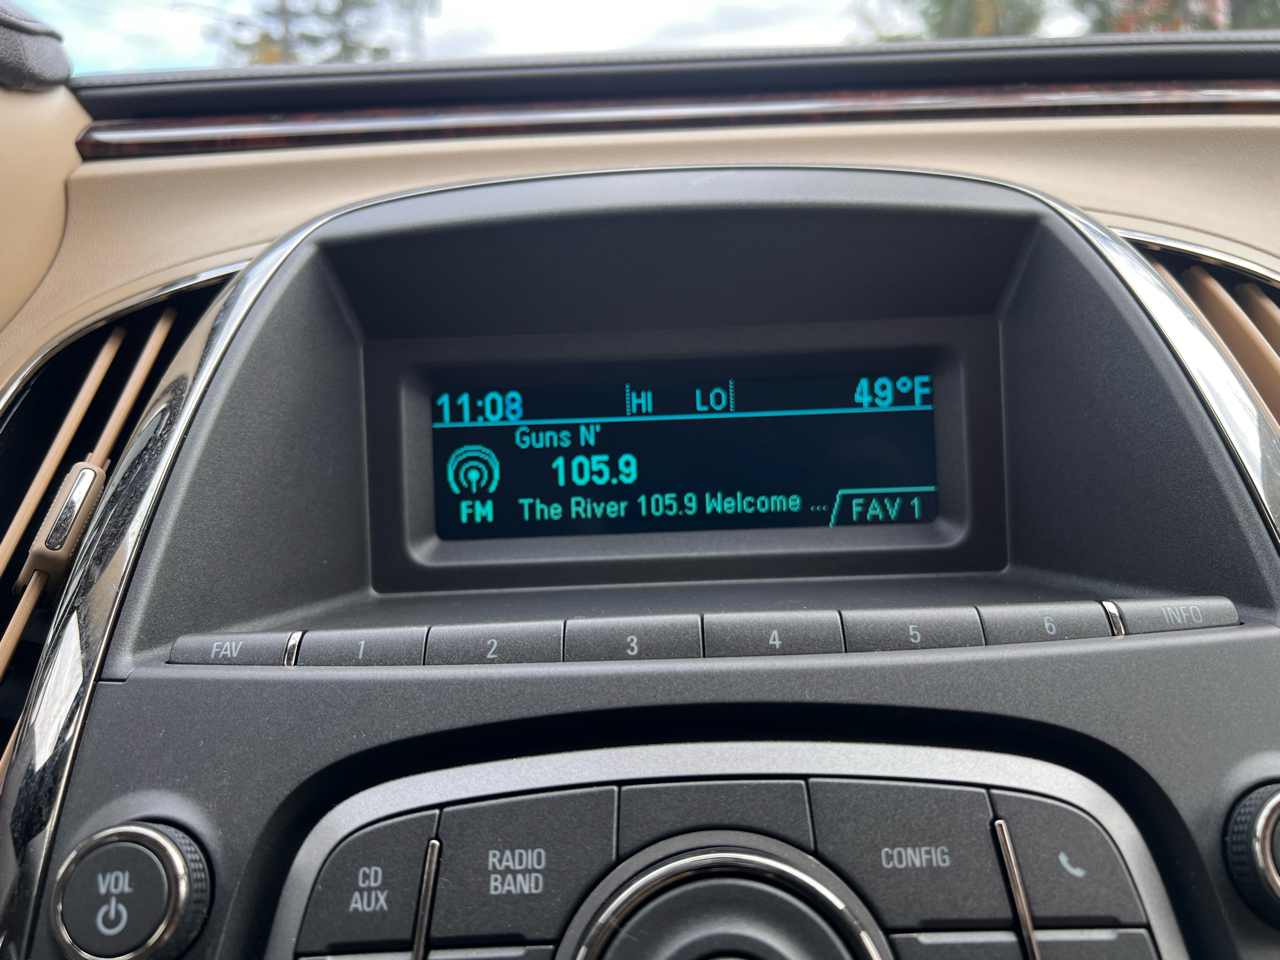 11:08 HI LO 49°F
Guns N'
105.9
FM The River 105.9 Welcome ... FAV 1
FAV 1 2 3 4 5 6 INFO
CD AUX
RADIO BAND
CONFIG
VOL